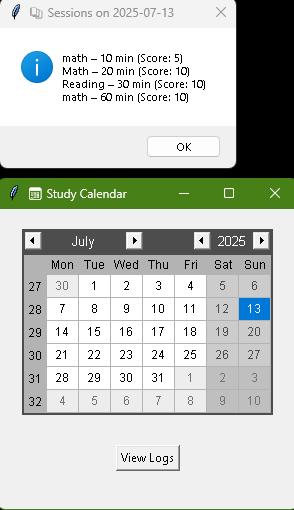 Sessions on 2025-07-13
math – 10 min (Score: 5)
Math – 20 min (Score: 10)
Reading – 30 min (Score: 10)
math – 60 min (Score: 10)
OK
Study Calendar
July 2025
Mon Tue Wed Thu Fri Sat Sun
27 30 1 2 3 4 5 6
28 7 8 9 10 11 12 13
29 14 15 16 17 18 19 20
30 21 22 23 24 25 26 27
31 28 29 30 31 1 2 3
32 4 5 6 7 8 9 10
View Logs